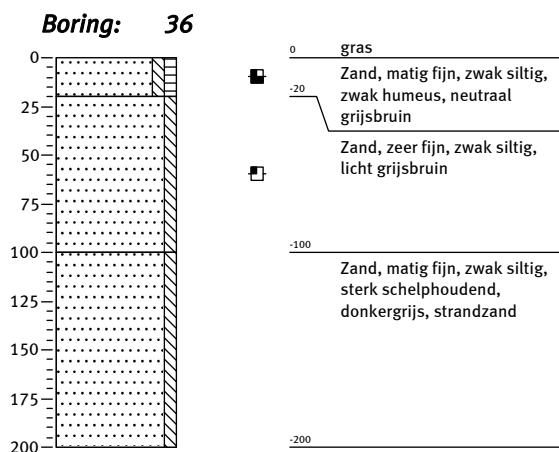 Boring: 36
0
25
50
75
100
125
150
175
200
0
gras
Zand, matig fijn, zwak siltig,
zwak humeus, neutraal
grijsbruin
-20
Zand, zeer fijn, zwak siltig,
licht grijsbruin
-100
Zand, matig fijn, zwak siltig,
sterk schelphoudend,
donkergrijs, strandzand
-200